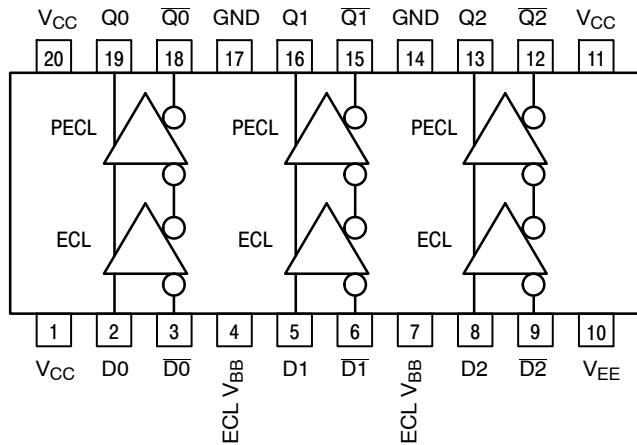 VCC Q0 Q0 GND Q1 Q1 GND Q2 Q2 VCC
20 19 18 17 16 15 14 13 12 11
PECL PECL PECL
ECL ECL ECL
1 2 3 4 5 6 7 8 9 10
VCC D0 D0 ECL VBB D1 D1 ECL VBB D2 D2 VEE